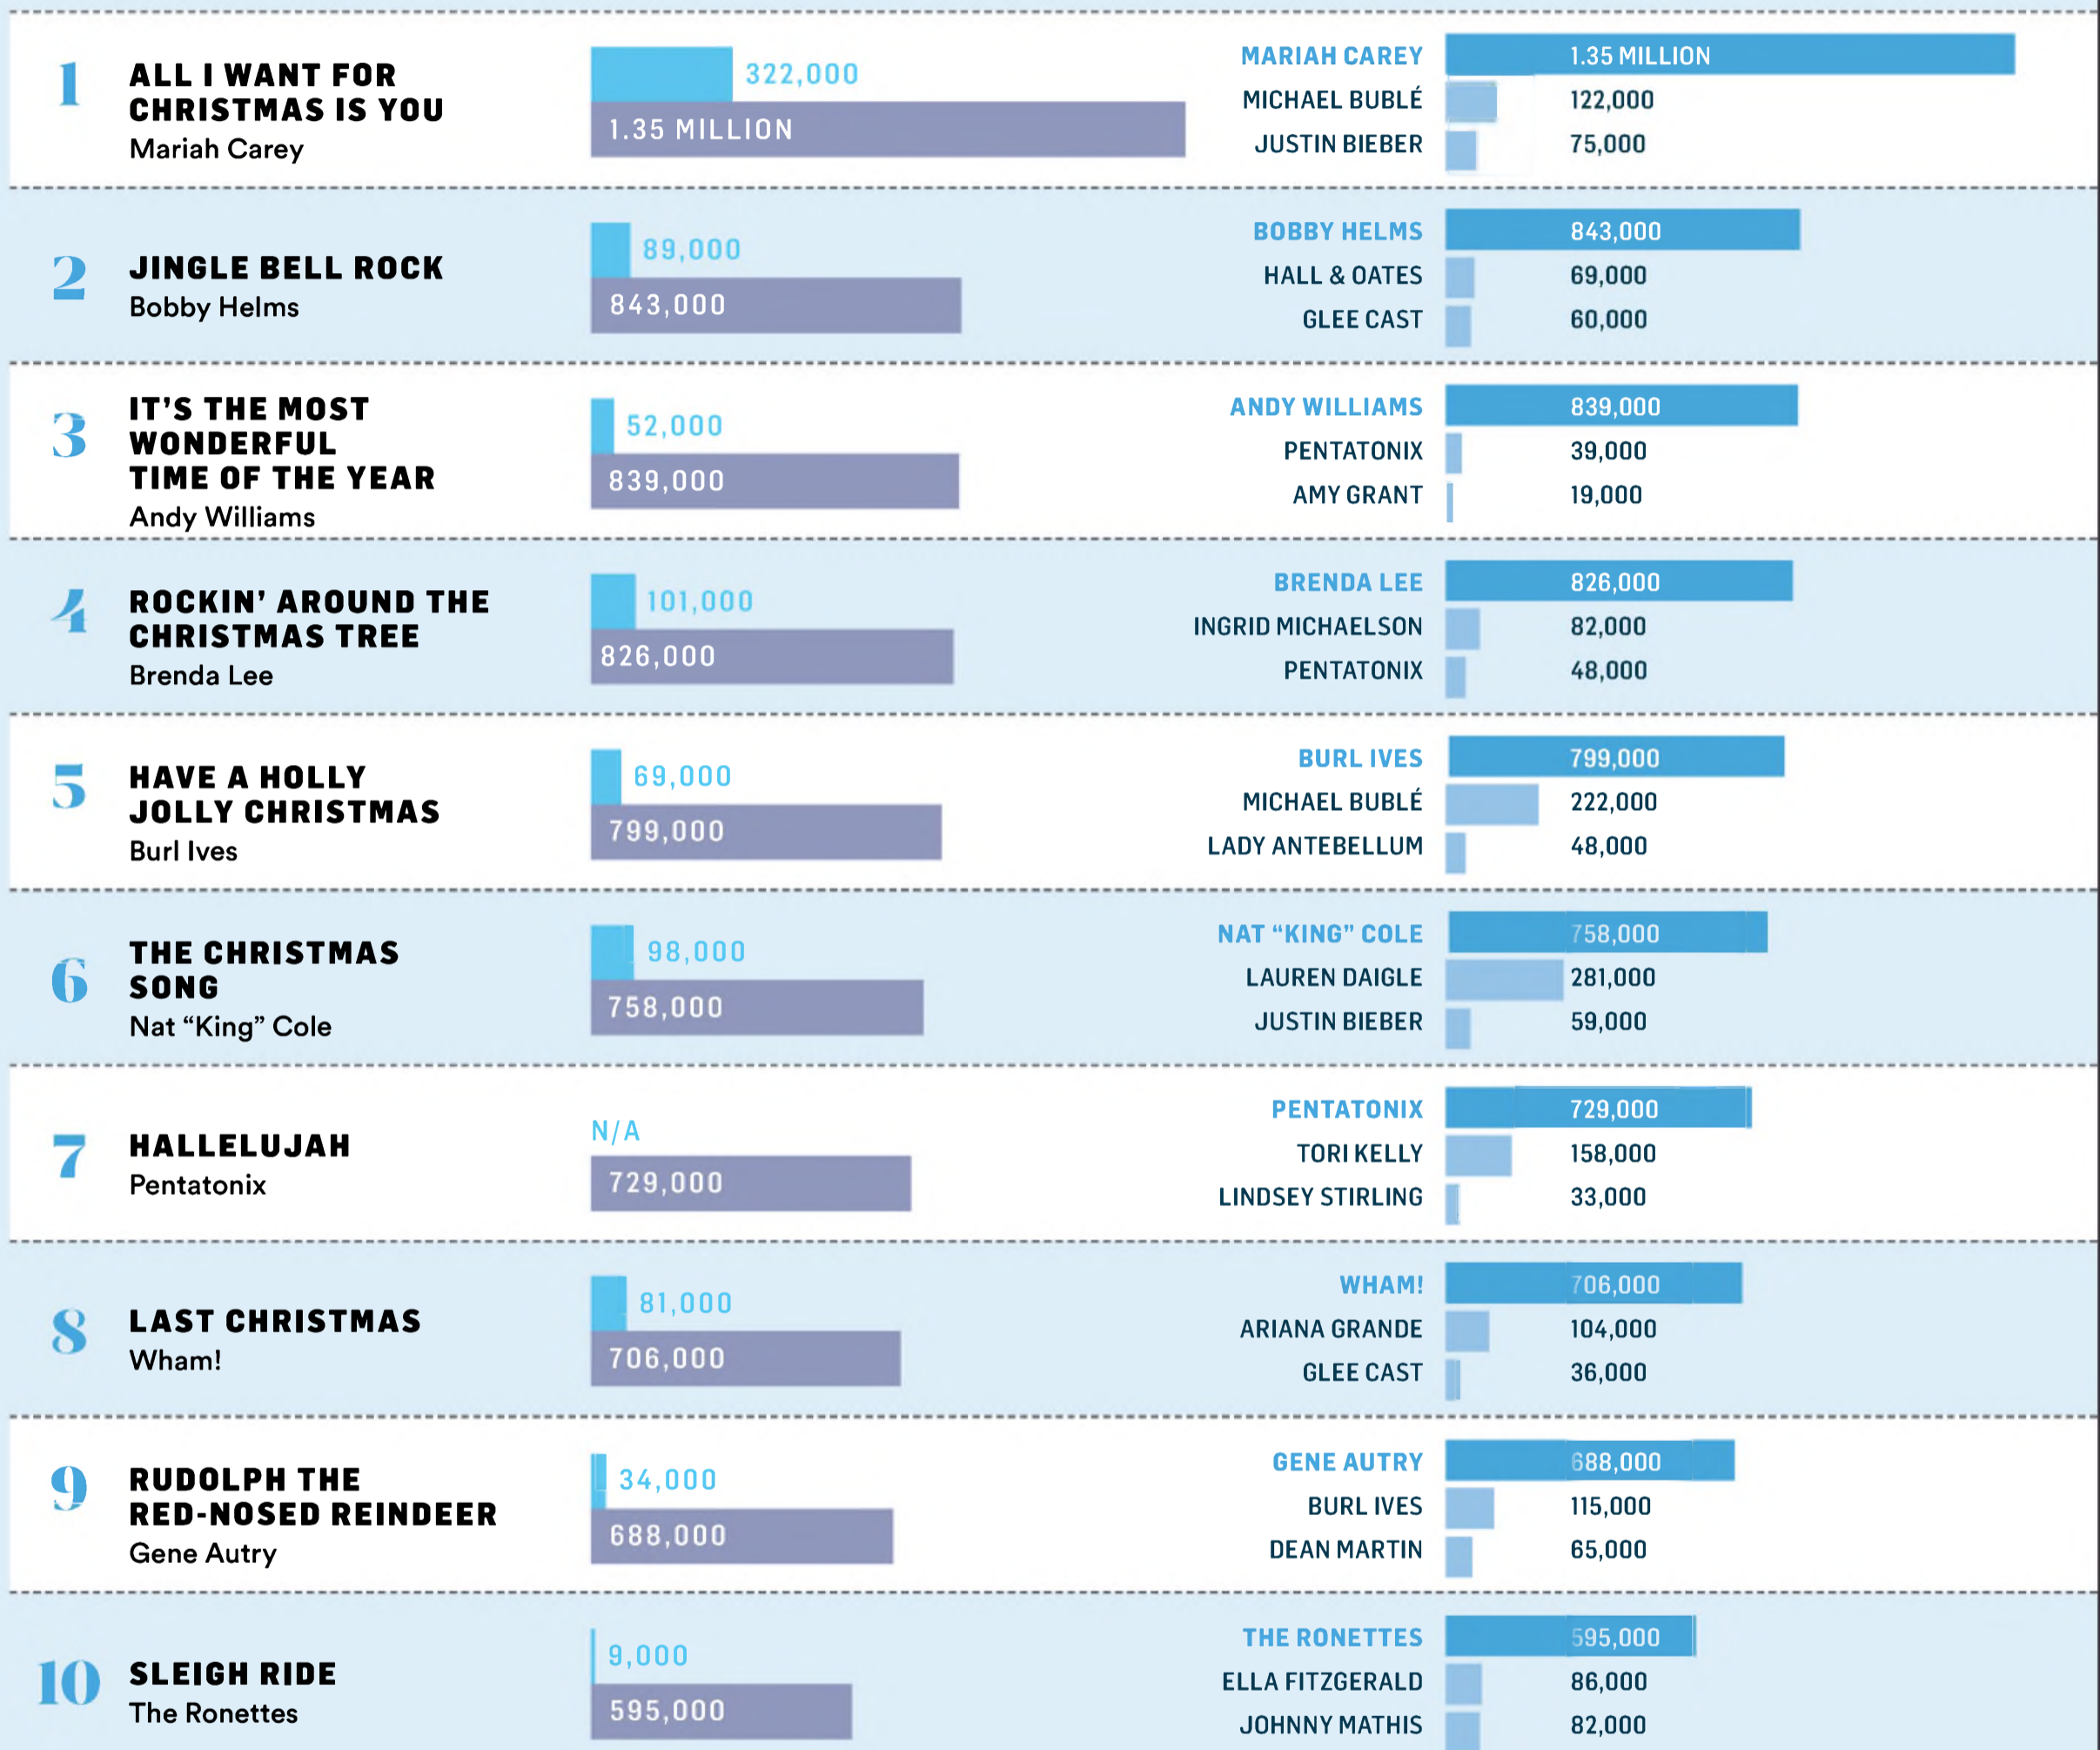 1
ALL I WANT FOR
CHRISTMAS IS YOU
Mariah Carey
322,000
1.35 MILLION
MARIAH CAREY 1.35 MILLION
MICHAEL BUBLÉ 122,000
JUSTIN BIEBER 75,000
2
JINGLE BELL ROCK
Bobby Helms
89,000
843,000
BOBBY HELMS 843,000
HALL & OATES 69,000
GLEE CAST 60,000
3
IT’S THE MOST
WONDERFUL
TIME OF THE YEAR
Andy Williams
52,000
839,000
ANDY WILLIAMS 839,000
PENTATONIX 39,000
AMY GRANT 19,000
4
ROCKIN’ AROUND THE
CHRISTMAS TREE
Brenda Lee
101,000
826,000
BRENDA LEE 826,000
INGRID MICHAELSON 82,000
PENTATONIX 48,000
5
HAVE A HOLLY
JOLLY CHRISTMAS
Burl Ives
69,000
799,000
BURL IVES 799,000
MICHAEL BUBLÉ 222,000
LADY ANTEBELLUM 48,000
6
THE CHRISTMAS
SONG
Nat “King” Cole
98,000
758,000
NAT “KING” COLE 758,000
LAUREN DAIGLE 281,000
JUSTIN BIEBER 59,000
7
HALLELUJAH
Pentatonix
N/A
729,000
PENTATONIX 729,000
TORI KELLY 158,000
LINDSEY STIRLING 33,000
8
LAST CHRISTMAS
Wham!
81,000
706,000
WHAM! 706,000
ARIANA GRANDE 104,000
GLEE CAST 36,000
9
RUDOLPH THE
RED-NOSED REINDEER
Gene Autry
34,000
688,000
GENE AUTRY 688,000
BURL IVES 115,000
DEAN MARTIN 65,000
10
SLEIGH RIDE
The Ronettes
9,000
595,000
THE RONETTES 595,000
ELLA FITZGERALD 86,000
JOHNNY MATHIS 82,000